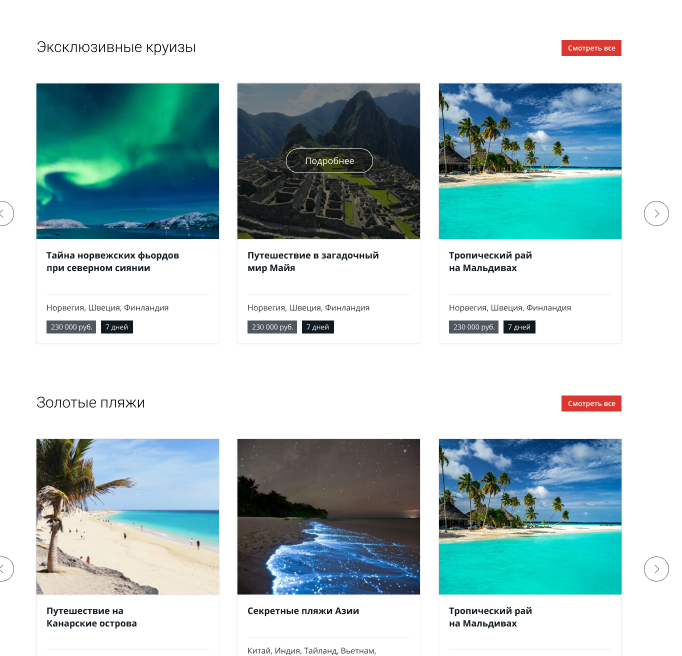 Эксклюзивные круизы
Смотреть все
Подробнее
Тайна норвежских фьордов
при северном сиянии
Норвегия, Швеция, Финландия
230 000 руб.
7 дней
Путешествие в загадочный
мир Майя
Норвегия, Швеция, Финландия
230 000 руб.
7 дней
Тропический рай
на Мальдивах
Норвегия, Швеция, Финландия
230 000 руб.
7 дней
Золотые пляжи
Смотреть все
Путешествие на
Канарские острова
Секретные пляжи Азии
Китай, Индия, Тайланд, Вьетнам,
Тропический рай
на Мальдивах